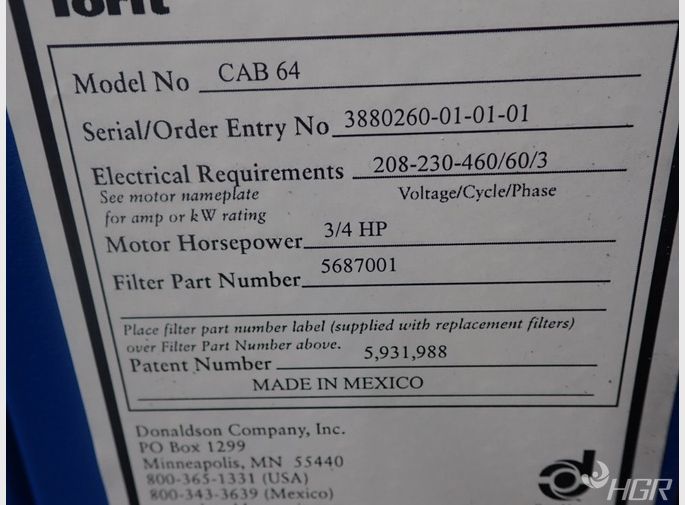 Torit
Model No CAB 64
Serial/Order Entry No 3880260-01-01-01
Electrical Requirements 208-230-460/60/3
See motor nameplate Voltage/Cycle/Phase
for amp or kW rating
Motor Horsepower 3/4 HP
Filter Part Number 5687001
Place filter part number label (supplied with replacement filters)
over Filter Part Number above.
Patent Number 5,931,988
MADE IN MEXICO
Donaldson Company, Inc.
PO Box 1299
Minneapolis, MN 55440
800-365-1331 (USA)
800-343-3639 (Mexico)
HGR